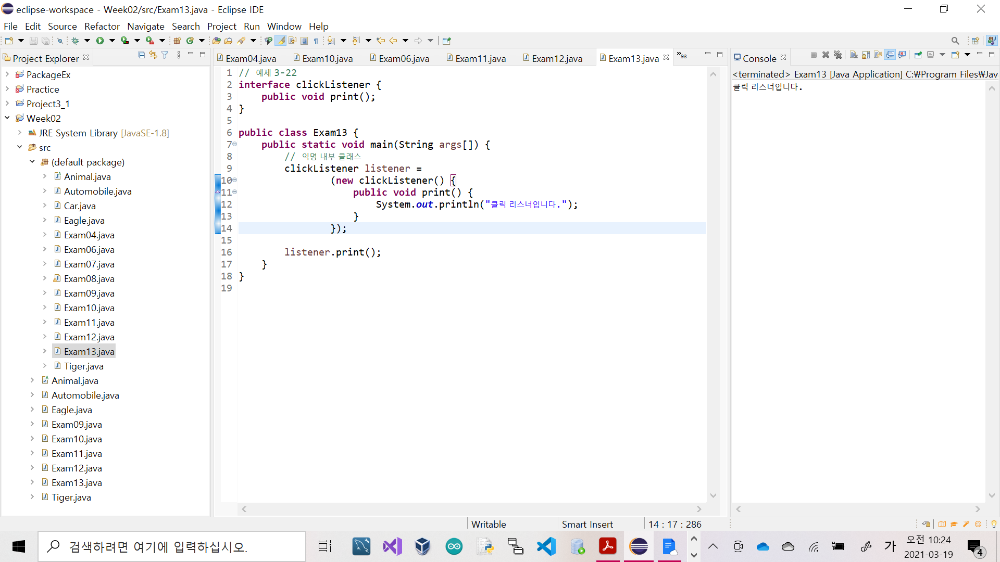 eclipse-workspace - Week02/src/Exam13.java - Eclipse IDE
File Edit Source Refactor Navigate Search Project Run Window Help
Project Explorer
PackageEx
Practice
Project3_1
Week02
JRE System Library [JavaSE-1.8]
src
(default package)
Animal.java
Automobile.java
Car.java
Eagle.java
Exam04.java
Exam06.java
Exam07.java
Exam08.java
Exam09.java
Exam10.java
Exam11.java
Exam12.java
Exam13.java
Tiger.java
Animal.java
Automobile.java
Eagle.java
Exam09.java
Exam10.java
Exam11.java
Exam12.java
Exam13.java
Tiger.java
Exam04.java Exam10.java Exam06.java Exam11.java Exam12.java Exam13.java »93
1 // 예제 3-22
2 interface clickListener {
3 public void print();
4 }
5
6 public class Exam13 {
7 public static void main(String args[]) {
8 // 익명 내부 클래스
9 clickListener listener =
10 (new clickListener() {
11 public void print() {
12 System.out.println("클릭 리스너입니다.");
13 }
14 });
15
16 listener.print();
17 }
18 }
19
Console
<terminated> Exam13 [Java Application] C:₩Program Files₩Jav
클릭 리스너입니다.
Writable Smart Insert 14 : 17 : 286
검색하려면 여기에 입력하십시오.
가
오전 10:24
2021-03-19
4